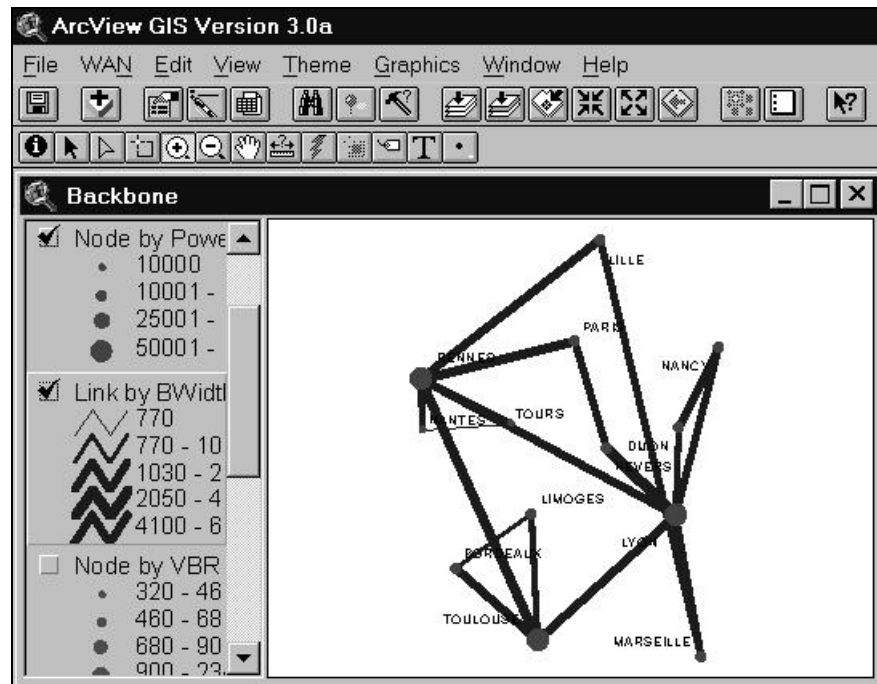 ArcView GIS Version 3.0a
File WAN Edit View Theme Graphics Window Help
T
Backbone
Node by Powe
10000
10001 -
25001 -
50001 -
Link by BWidtl
770
770 - 10
1030 - 2
2050 - 4
4100 - 6
Node by VBR
320 - 46
460 - 68
680 - 90
900 - 234
LILLE
PARIS
RENNES
NANCY
NANTES
TOURS
DIJON
NEVERS
LIMOGES
LYON
BORDEAUX
TOULOUSE
MARSEILLE